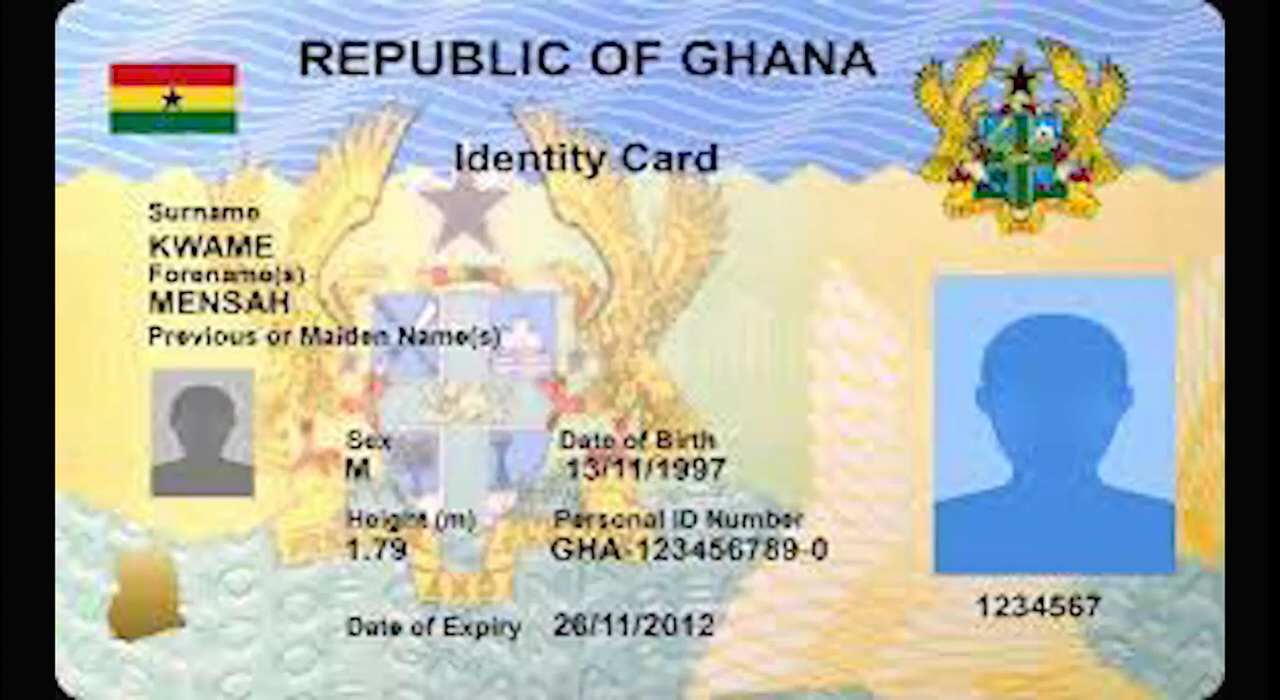 REPUBLIC OF GHANA
Identity Card
Surname
KWAME
Forename(s)
MENSAH
Previous or Maiden Name(s)
Sex
Date of Birth
M
13/11/1997
Height (m)
Personal ID Number
1.79
GHA-123456789-0
1234567
Date of Expiry
26/11/2012